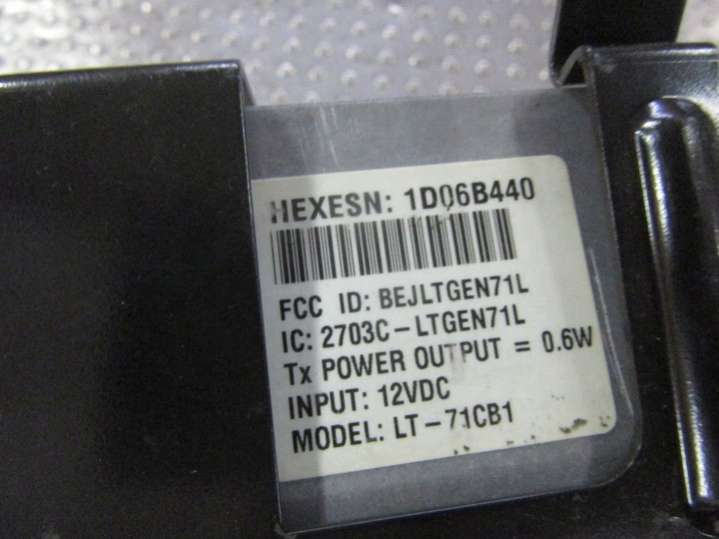 HEXESN: 1D06B440
FCC ID: BEJLTGEN71L
IC: 2703C-LTGEN71L
Tx POWER OUTPUT = 0.6W
INPUT: 12VDC
MODEL: LT-71CB1